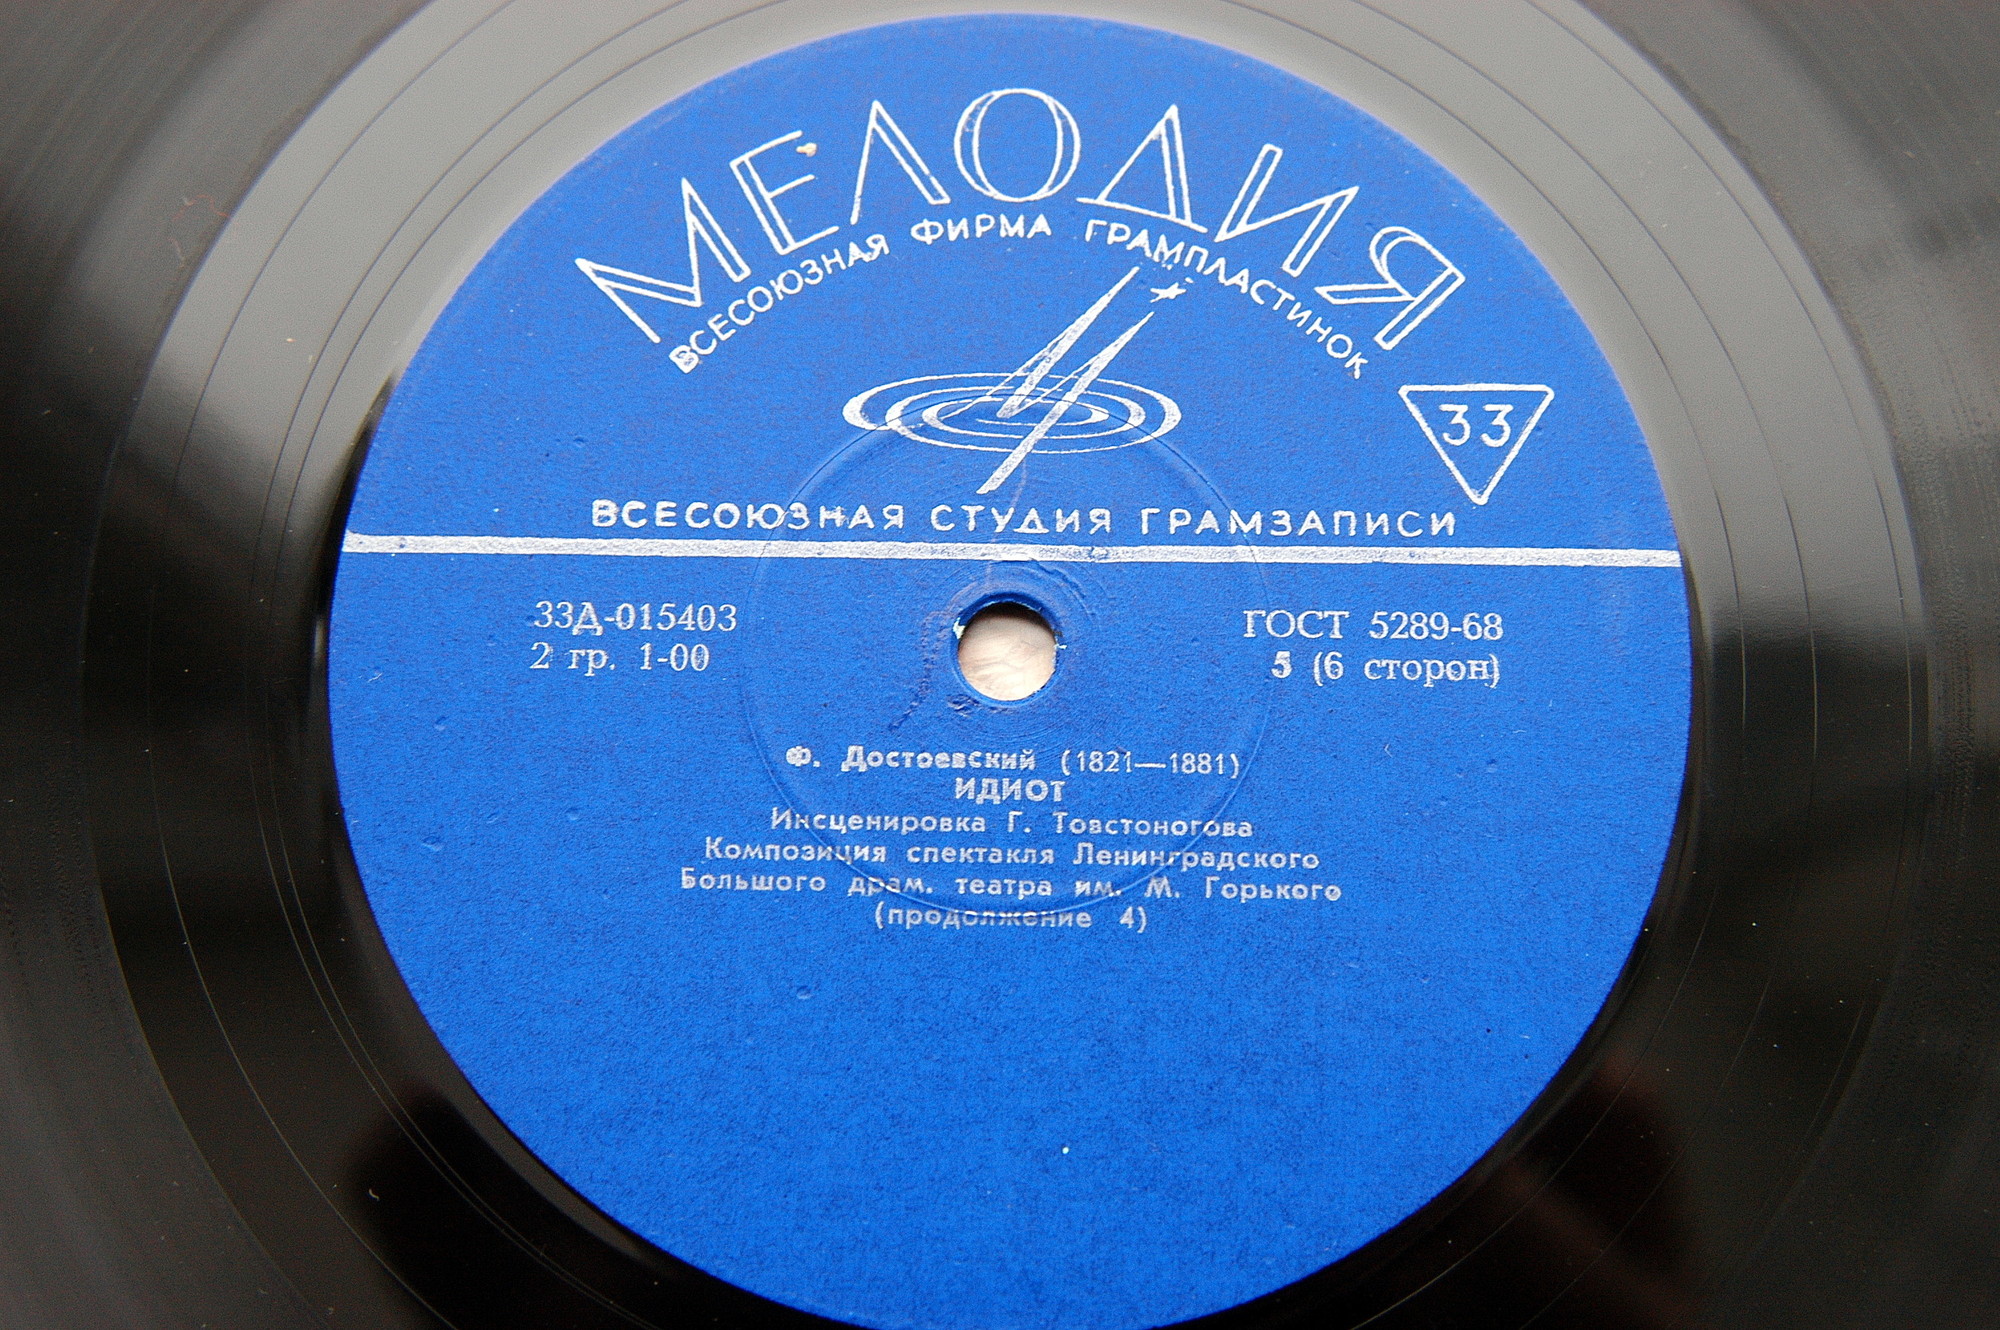 МЕЛОДИЯ
ВСЕСОЮЗНАЯ ФИРМА ГРАМПЛАСТИНОК
33
ВСЕСОЮЗНАЯ СТУДИЯ ГРАМЗАПИСИ
33Д-015403
2 гр. 1-00
ГОСТ 5289-68
5 (6 сторон)
Ф. Достоевский (1821—1881)
ИДИОТ
Инсценировка Г. Товстоногова
Композиция спектакля Ленинградского
Большого драм. театра им. М. Горького
(продолжение 4)